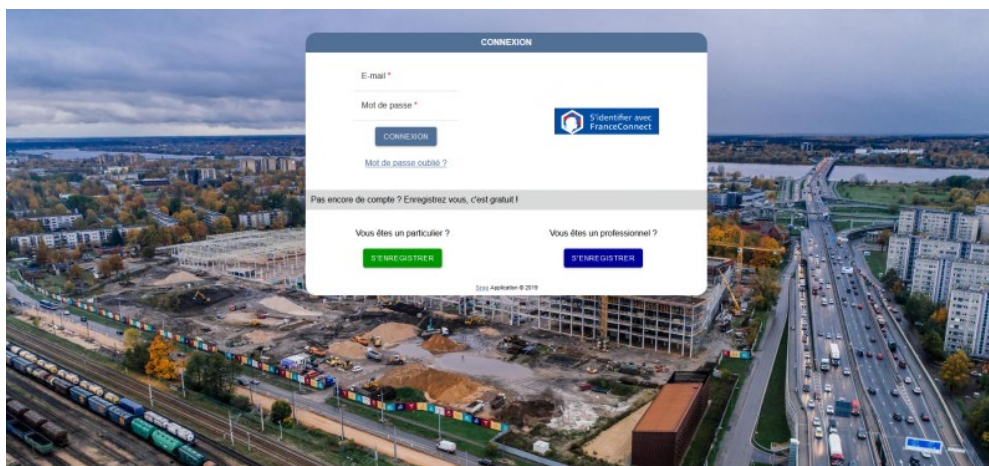 CONNEXION
E-mail *
Mot de passe *
S'identifier avec
FranceConnect
CONNEXION
Mot de passe oublié ?
Pas encore de compte ? Enregistrez vous, c'est gratuit !
Vous êtes un particulier ?
Vous êtes un professionnel ?
S'ENREGISTRER
S'ENREGISTRER
Application © 2019